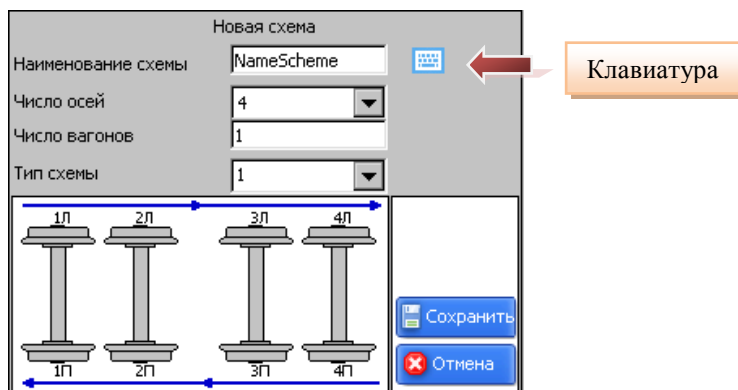 Новая схема
Наименование схемы NameScheme
Клавиатура
Число осей 4
Число вагонов 1
Тип схемы 1
1Л 2Л 3Л 4Л
Сохранить
1П 2П 3П 4П
Отмена